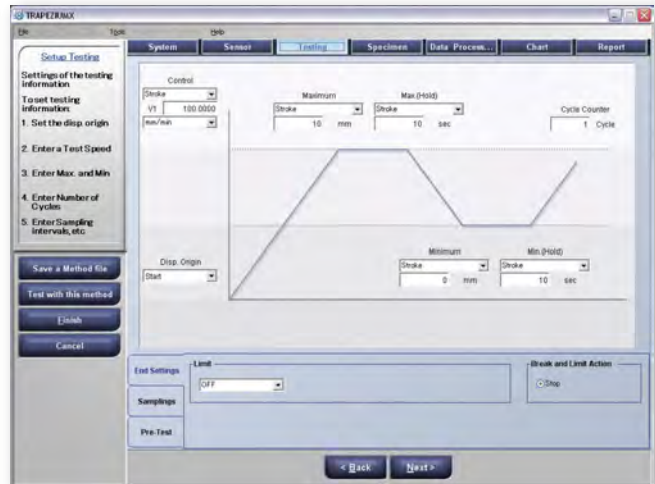 TRAPEZIUMX
File
Tools
Help
Setup Testing
Settings of the testing
information
To set testing
information:
1. Set the disp. origin
2. Enter a Test Speed
3. Enter Max. and Min
4. Enter Number of
Cycles
5. Enter Sampling
Intervals, etc
Save a Method file
Test with this method
Finish
Cancel
System
Sensor
Testing
Specimen
Data Process...
Chart
Report
Control
Stroke
V1 100.0000
mm/min
Maximum
Stroke
10 mm
Max.(Hold)
Stroke
10 sec
Cycle Counter
1 Cycle
Disp. Origin
Start
Minimum
Stroke
0 mm
Min.(Hold)
Stroke
10 sec
End Settings
Samplings
Pre-Test
Limit
OFF
Break and Limit Action
Stop
< Back
Next >